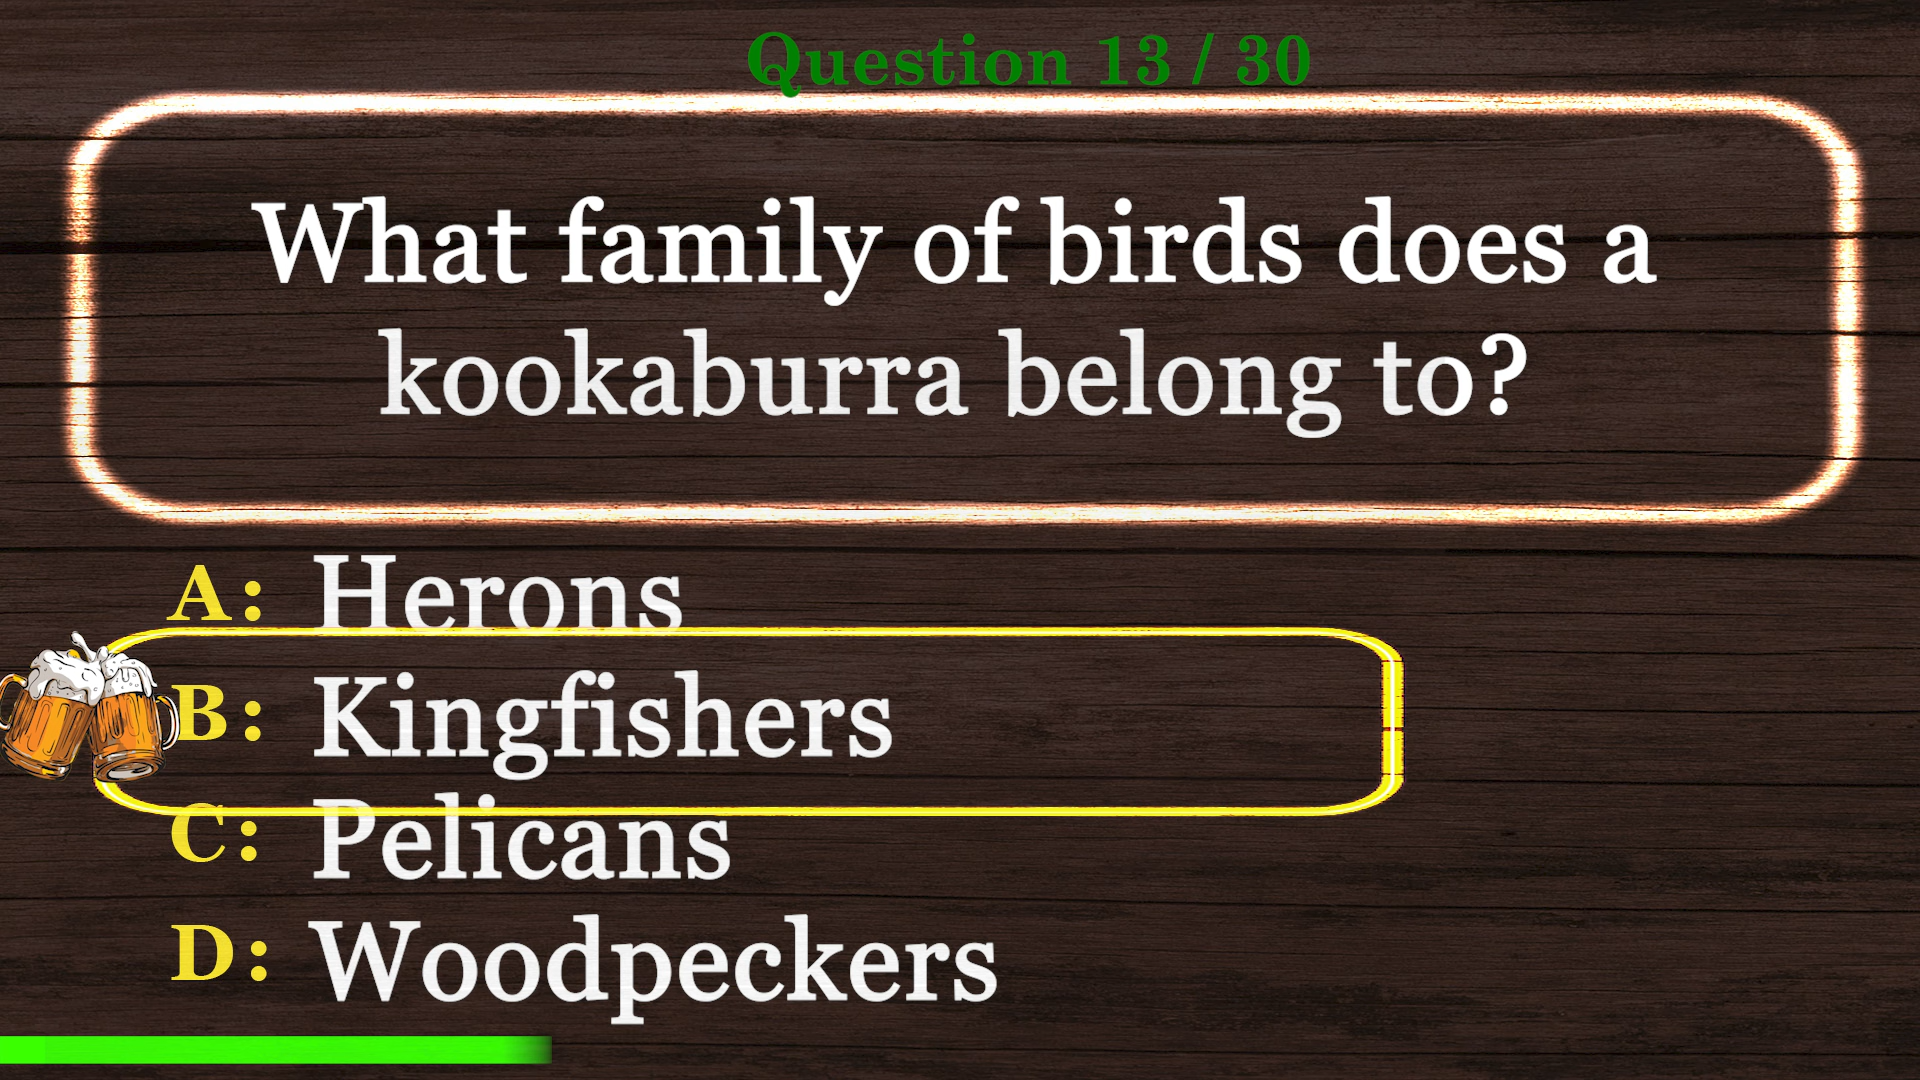 Question 13 / 30
What family of birds does a
kookaburra belong to?
A: Herons
B: Kingfishers
C: Pelicans
D: Woodpeckers